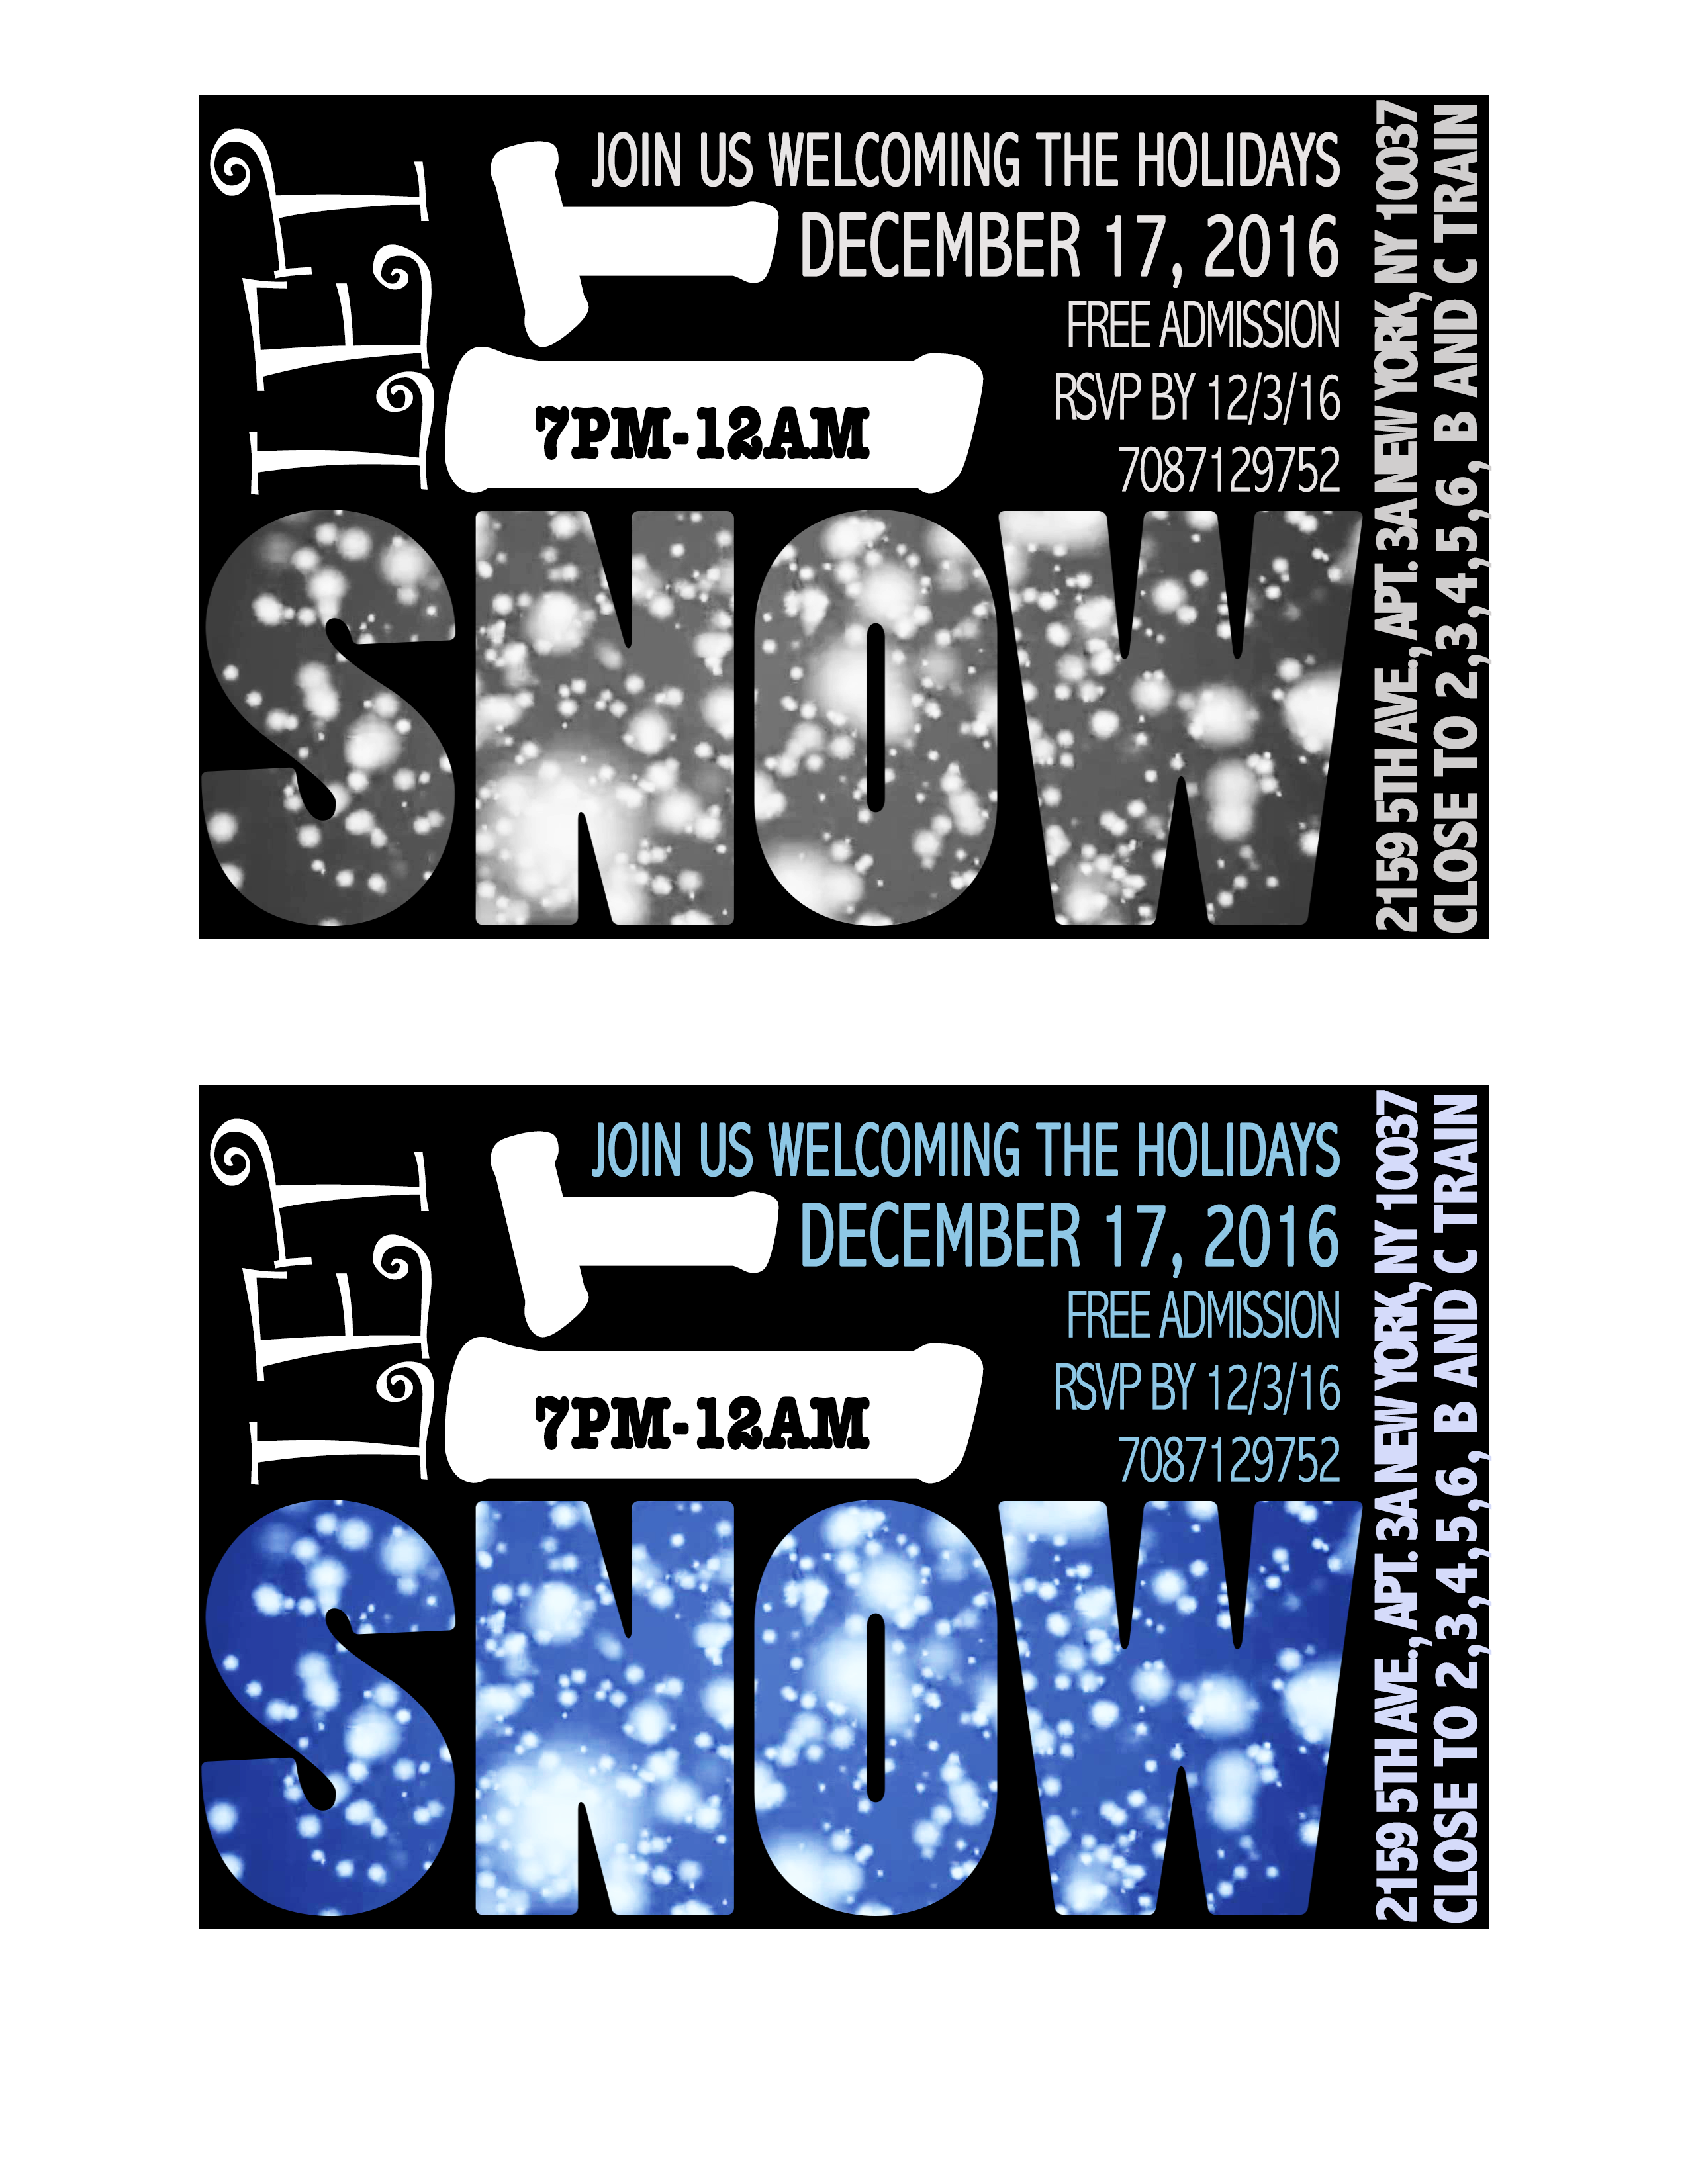 LET
IT
JOIN US WELCOMING THE HOLIDAYS
DECEMBER 17, 2016
FREE ADMISSION
RSVP BY 12/3/16
7087129752
7PM-12AM
SNOW
2159 5TH AVE., APT. 3A NEW YORK, NY 10037
CLOSE TO 2,3,4,5,6, B AND C TRAIN
LET
IT
JOIN US WELCOMING THE HOLIDAYS
DECEMBER 17, 2016
FREE ADMISSION
RSVP BY 12/3/16
7087129752
7PM-12AM
SNOW
2159 5TH AVE., APT. 3A NEW YORK, NY 10037
CLOSE TO 2,3,4,5,6, B AND C TRAIN